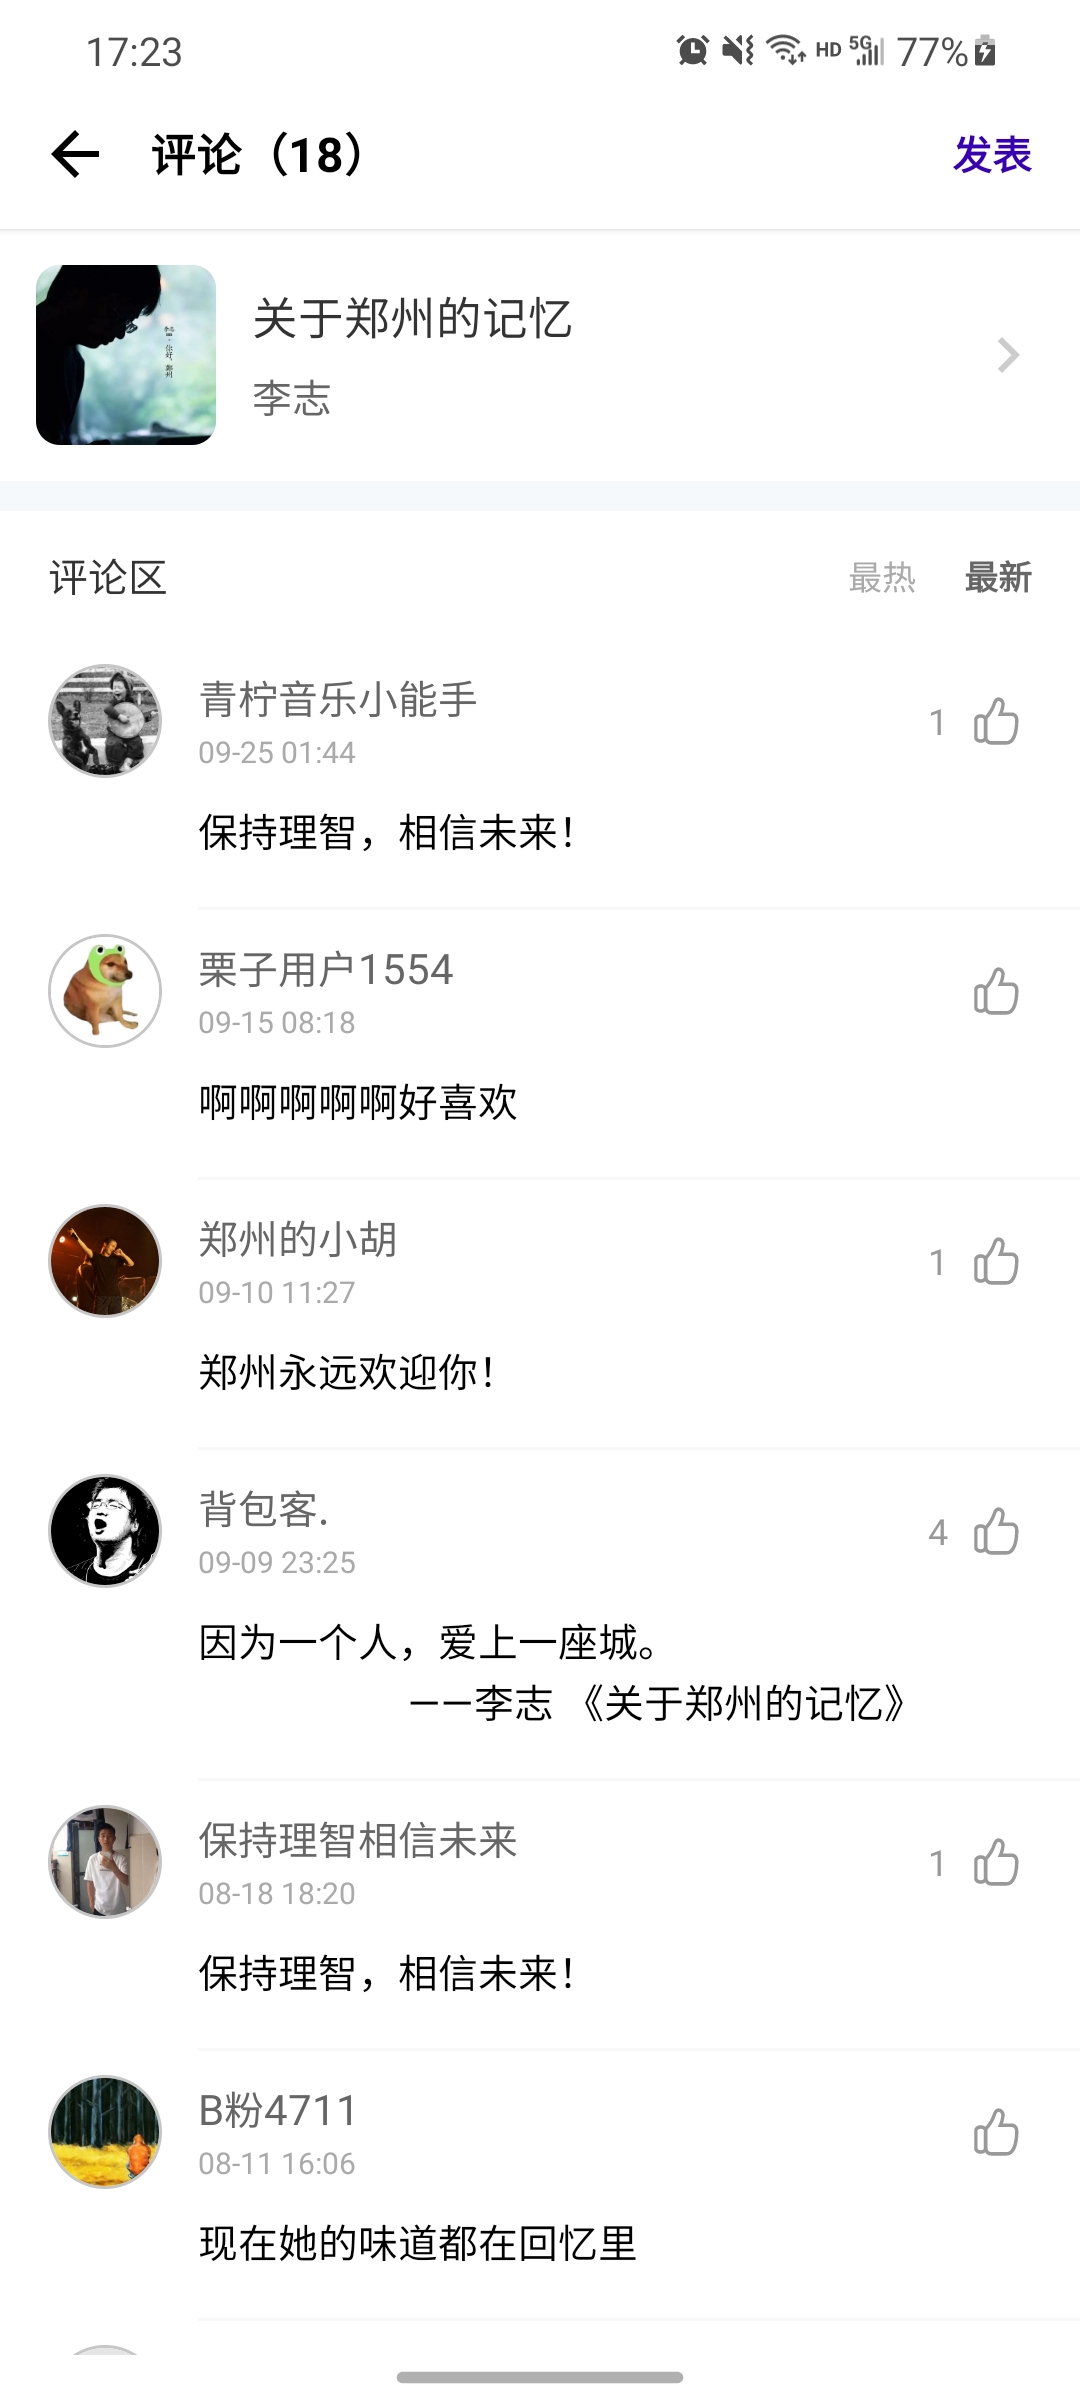 17:23
HD 5G 77%
评论（18）
发表
关于郑州的记忆
李志
评论区
最热 最新
青柠音乐小能手
09-25 01:44
1
保持理智，相信未来！
栗子用户1554
09-15 08:18
啊啊啊啊啊好喜欢
郑州的小胡
09-10 11:27
1
郑州永远欢迎你！
背包客.
09-09 23:25
4
因为一个人，爱上一座城。
——李志 《关于郑州的记忆》
保持理智相信未来
08-18 18:20
1
保持理智，相信未来！
B粉4711
08-11 16:06
现在她的味道都在回忆里